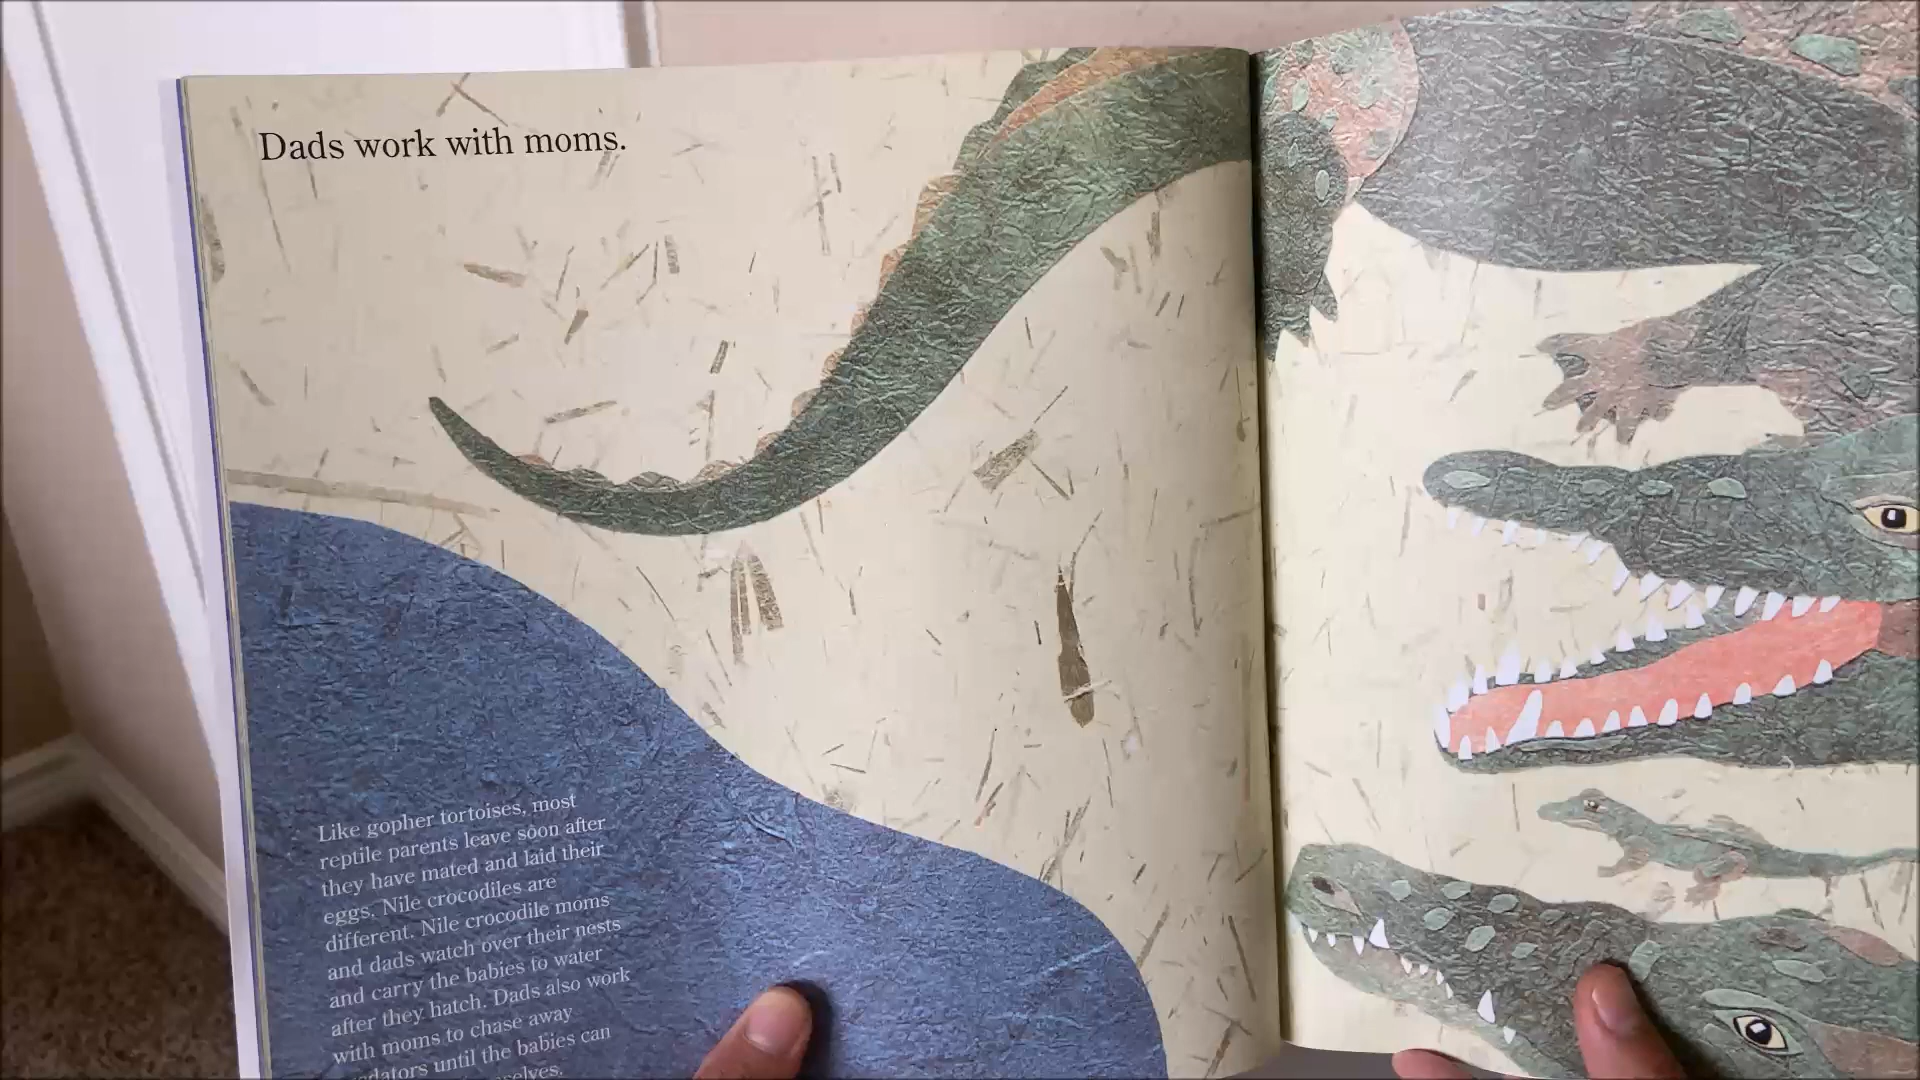 Dads work with moms.
Like gopher tortoises, most
reptile parents leave soon after
they have mated and laid their
eggs. Nile crocodiles are
different. Nile crocodile moms
and dads watch over their nests
and carry the babies to water
after they hatch. Dads also work
with moms to chase away
until the babies can